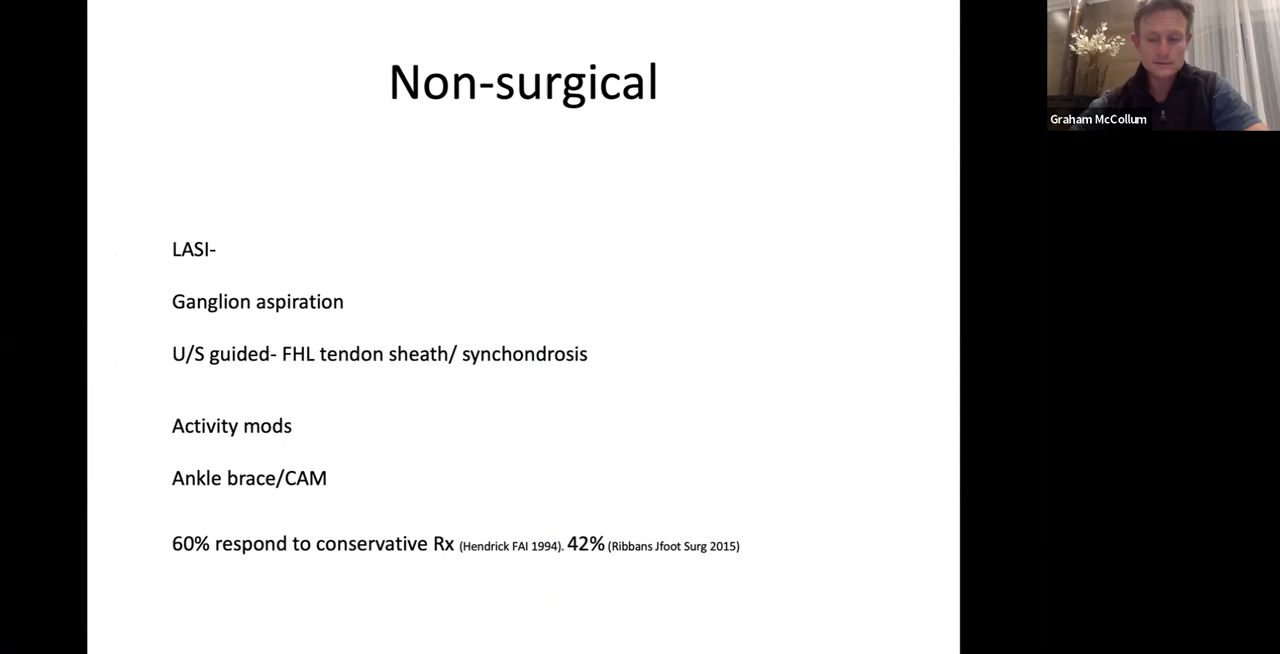 Non-surgical
Graham McCollum
LASI-
Ganglion aspiration
U/S guided- FHL tendon sheath/ synchondrosis
Activity mods
Ankle brace/CAM
60% respond to conservative Rx (Hendrick FAI 1994). 42% (Ribbans Jfoot Surg 2015)